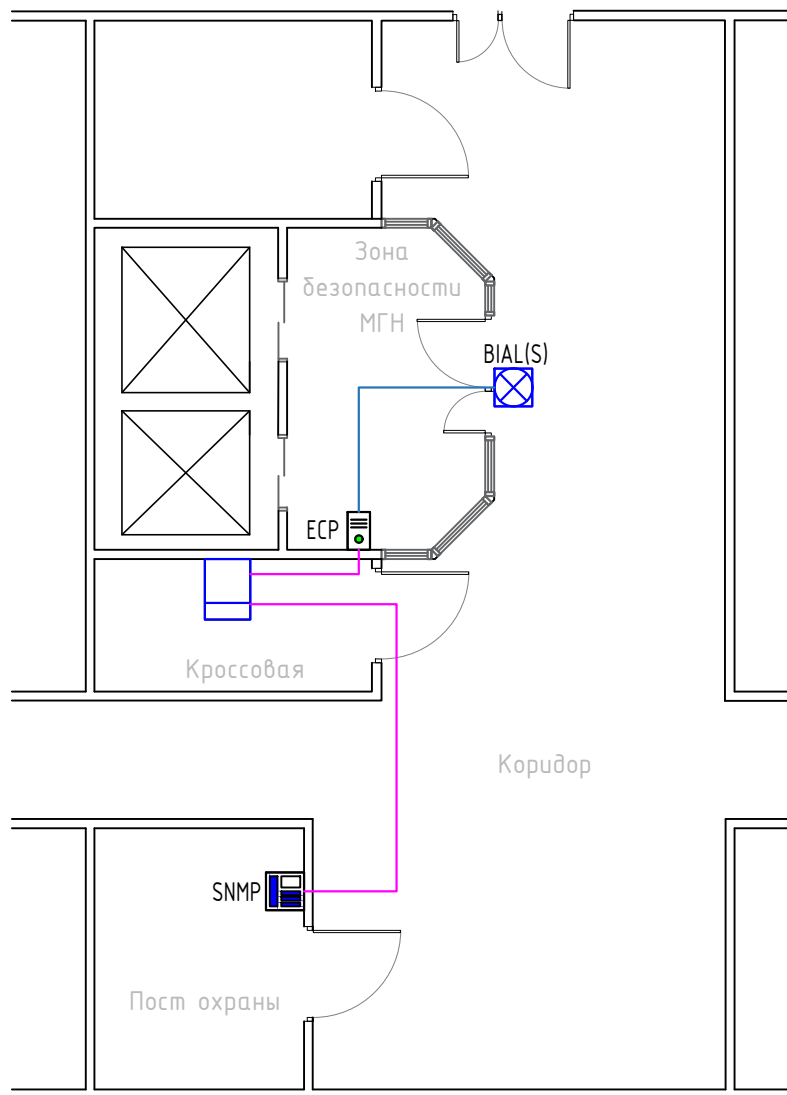 Зона
безопасности
МГН
BIAL(S)
ECP
Кроссовая
Коридор
SNMP
Пост охраны